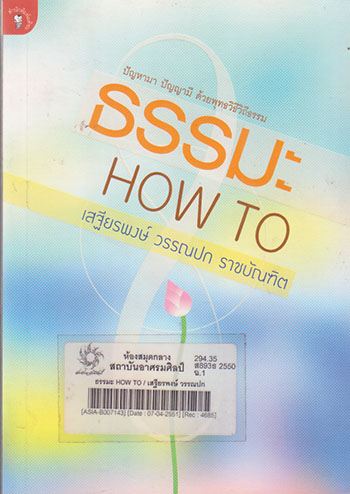 ปัญหามา ปัญญามี ด้วยพุทธวิธีวิถีธรรม
ธรรมะ
HOW TO
เสฐียรพงษ์ วรรณปก ราชบัณฑิต
ห้องสมุดกลาง
สถาบันอาศรมศิลป์
294.35
ส893ธ 2550
ฉ.1
ธรรมะ HOW TO / เสฐียรพงษ์ วรรณปก
[ASIA-B007143] [Date : 07-04-2551] [Rec : 4685]